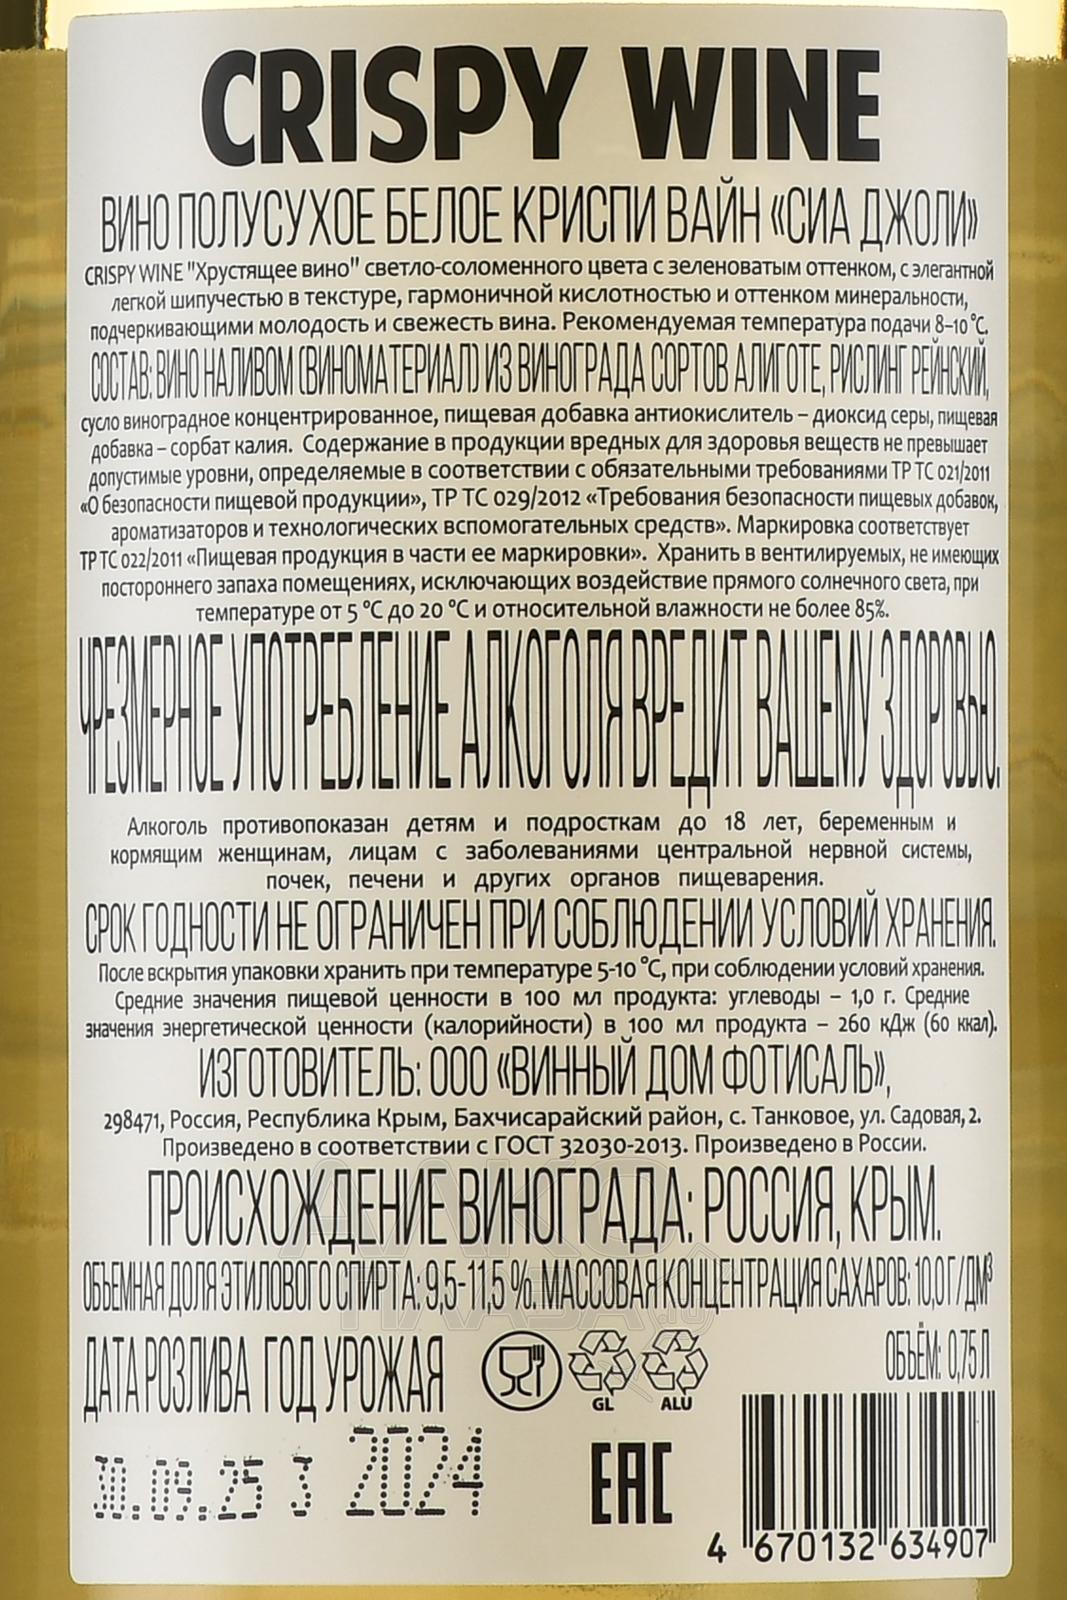 CRISPY WINE
ВИНО ПОЛУСУХОЕ БЕЛОЕ КРИСПИ ВАЙН «СИА ДЖОЛИ»
CRISPY WINE "Хрустящее вино" светло-соломенного цвета с зеленоватым оттенком, с элегантной
легкой шипучестью в текстуре, гармоничной кислотностью и оттенком минеральности,
подчеркивающими молодость и свежесть вина. Рекомендуемая температура подачи 8–10 °С.
СОСТАВ: ВИНО НАЛИВОМ (ВИНОМАТЕРИАЛ) ИЗ ВИНОГРАДА СОРТОВ АЛИГОТЕ, РИСЛИНГ РЕЙНСКИЙ,
сусло виноградное концентрированное, пищевая добавка антиокислитель – диоксид серы, пищевая
добавка – сорбат калия. Содержание в продукции вредных для здоровья веществ не превышает
допустимые уровни, определяемые в соответствии с обязательными требованиями ТР ТС 021/2011
«О безопасности пищевой продукции», ТР ТС 029/2012 «Требования безопасности пищевых добавок,
ароматизаторов и технологических вспомогательных средств». Маркировка соответствует
ТР ТС 022/2011 «Пищевая продукция в части ее маркировки». Хранить в вентилируемых, не имеющих
постороннего запаха помещениях, исключающих воздействие прямого солнечного света, при
температуре от 5 °С до 20 °С и относительной влажности не более 85%.
ЧРЕЗМЕРНОЕ УПОТРЕБЛЕНИЕ АЛКОГОЛЯ ВРЕДИТ ВАШЕМУ ЗДОРОВЬЮ.
Алкоголь противопоказан детям и подросткам до 18 лет, беременным и
кормящим женщинам, лицам с заболеваниями центральной нервной системы,
почек, печени и других органов пищеварения.
СРОК ГОДНОСТИ НЕ ОГРАНИЧЕН ПРИ СОБЛЮДЕНИИ УСЛОВИЙ ХРАНЕНИЯ.
После вскрытия упаковки хранить при температуре 5-10 °С, при соблюдении условий хранения.
Средние значения пищевой ценности в 100 мл продукта: углеводы – 1,0 г. Средние
значения энергетической ценности (калорийности) в 100 мл продукта – 260 кДж (60 ккал).
ИЗГОТОВИТЕЛЬ: ООО «ВИННЫЙ ДОМ ФОТИСАЛЬ»,
298471, Россия, Республика Крым, Бахчисарайский район, с. Танковое, ул. Садовая, 2.
Произведено в соответствии с ГОСТ 32030-2013. Произведено в России.
ПРОИСХОЖДЕНИЕ ВИНОГРАДА: РОССИЯ, КРЫМ.
ОБЪЕМНАЯ ДОЛЯ ЭТИЛОВОГО СПИРТА: 9,5-11,5 %. МАССОВАЯ КОНЦЕНТРАЦИЯ САХАРОВ: 10,0 Г/ДМ³
ДАТА РОЗЛИВА ГОД УРОЖАЯ
ОБЪЁМ: 0,75 Л
GL ALU
30.09.25 3 2024
EAC
4 670132 634907
АЛКО
ПЛАЗА.ru